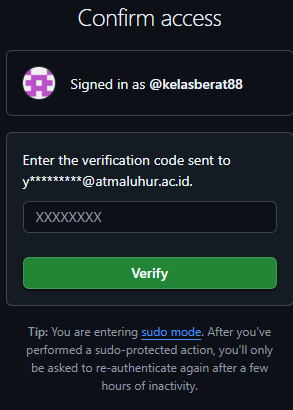 Confirm access
Signed in as @kelasberat88
Enter the verification code sent to
y*********@atmaluhur.ac.id.
XXXXXXXX
Verify
Tip: You are entering sudo mode. After you've
performed a sudo-protected action, you'll only
be asked to re-authenticate again after a few
hours of inactivity.